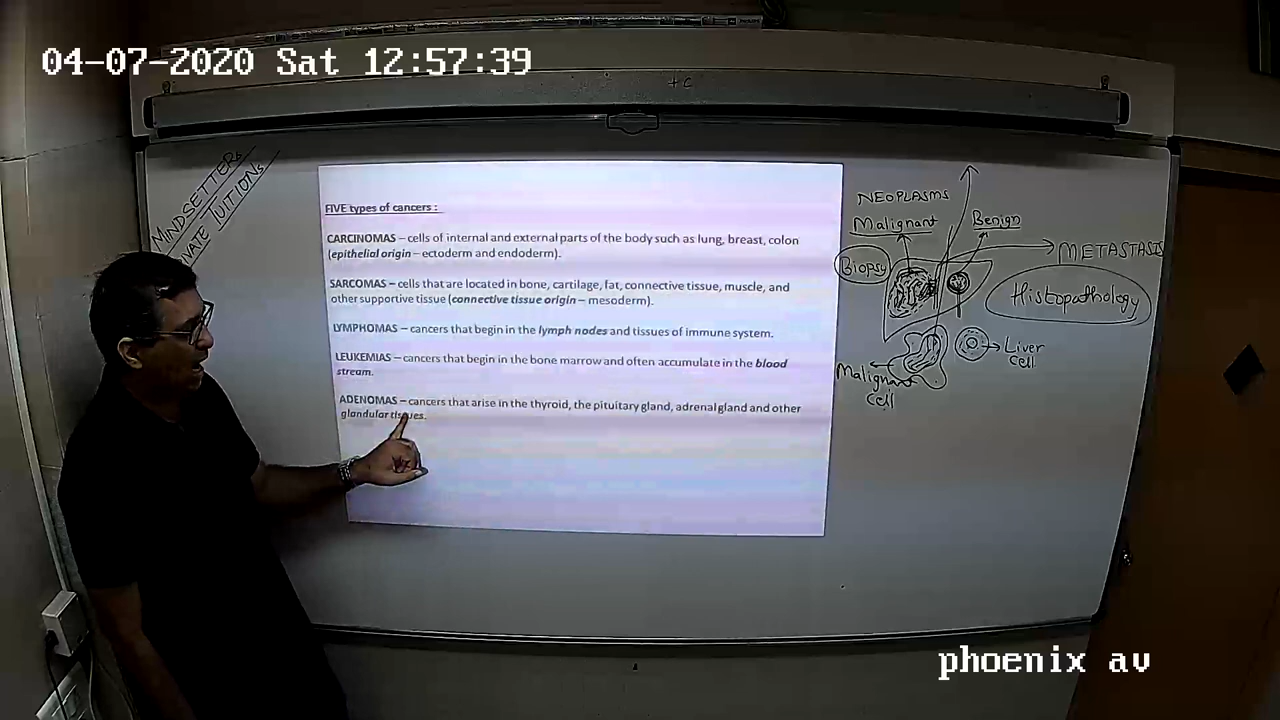 04-07-2020 Sat 12:57:39
MINDSETTERS
PRIVATE TUITIONS
FIVE types of cancers :
CARCINOMAS – cells of internal and external parts of the body such as lung, breast, colon
(epithelial origin – ectoderm and endoderm).
SARCOMAS – cells that are located in bone, cartilage, fat, connective tissue, muscle, and
other supportive tissue (connective tissue origin – mesoderm).
LYMPHOMAS – cancers that begin in the lymph nodes and tissues of immune system.
LEUKEMIAS – cancers that begin in the bone marrow and often accumulate in the blood
stream.
ADENOMAS – cancers that arise in the thyroid, the pituitary gland, adrenal gland and other
glandular tissues.
NEOPLASMS
Malignant
Benign
METASTASIS
Biopsy
Histopathology
Liver
cell
Malignant
cell
phoenix av